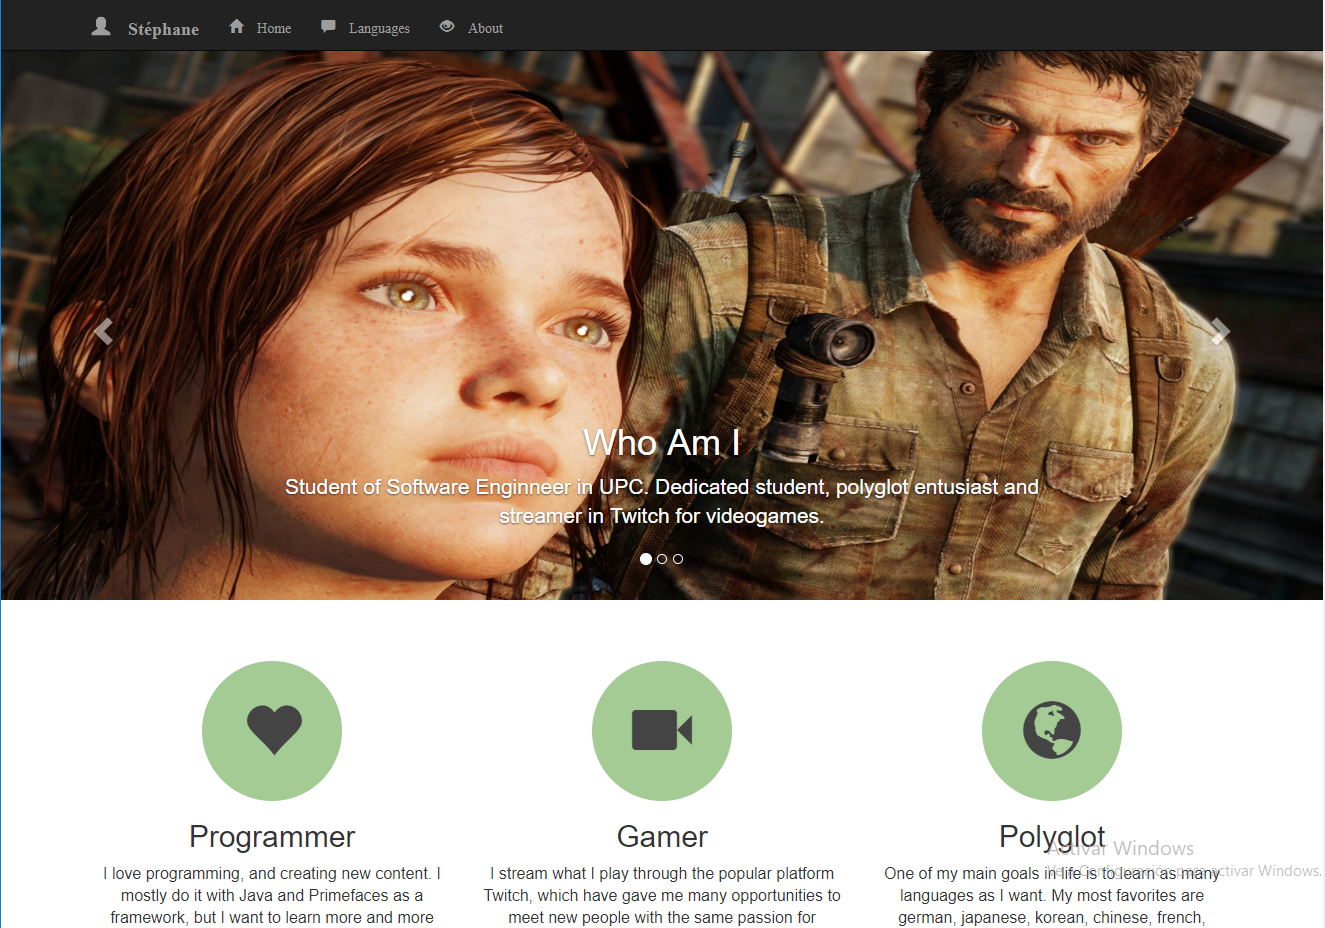 Stéphane Home Languages About
Who Am I
Student of Software Enginneer in UPC. Dedicated student, polyglot entusiast and
streamer in Twitch for videogames.
Programmer
I love programming, and creating new content. I
mostly do it with Java and Primefaces as a
framework, but I want to learn more and more
Gamer
I stream what I play through the popular platform
Twitch, which have gave me many opportunities to
meet new people with the same passion for
Polyglot
One of my main goals in life is to learn as many
languages as I want. My most favorites are
german, japanese, korean, chinese, french,
Activar Windows
Ve a Configuración para activar Windows.